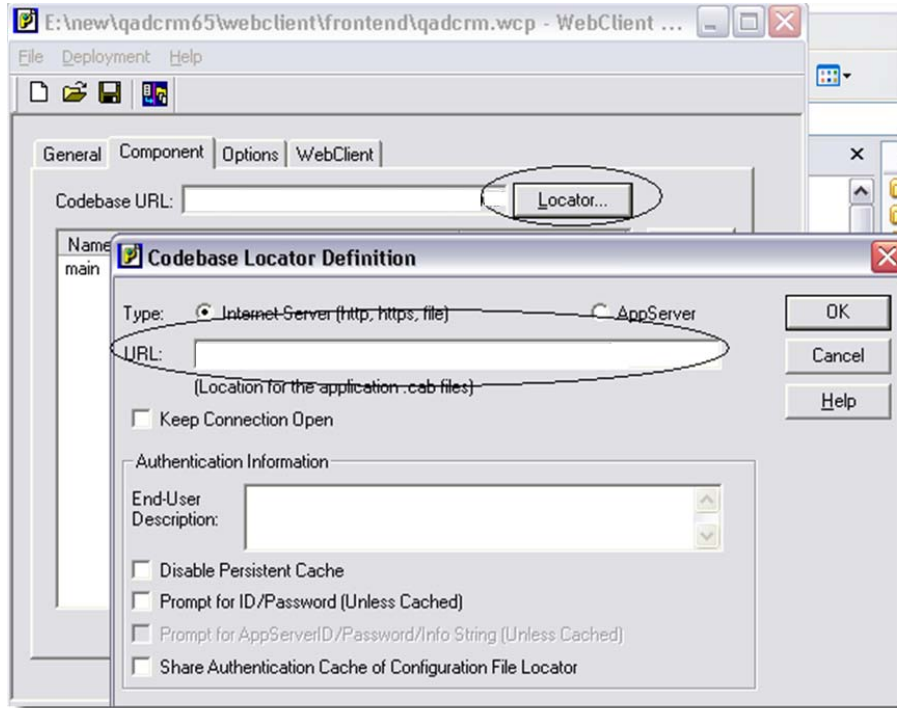 E:\new\qadcrm65\webclient\frontend\qadcrm.wcp - WebClient ...
File Deployment Help
General Component Options WebClient
Codebase URL: Locator...
Name
main
Codebase Locator Definition
Type: Internet Server (http, https, file) AppServer OK
URL: Cancel
(Location for the application .cab files) Help
Keep Connection Open
Authentication Information
End-User
Description:
Disable Persistent Cache
Prompt for ID/Password (Unless Cached)
Prompt for AppServerID/Password/Info String (Unless Cached)
Share Authentication Cache of Configuration File Locator